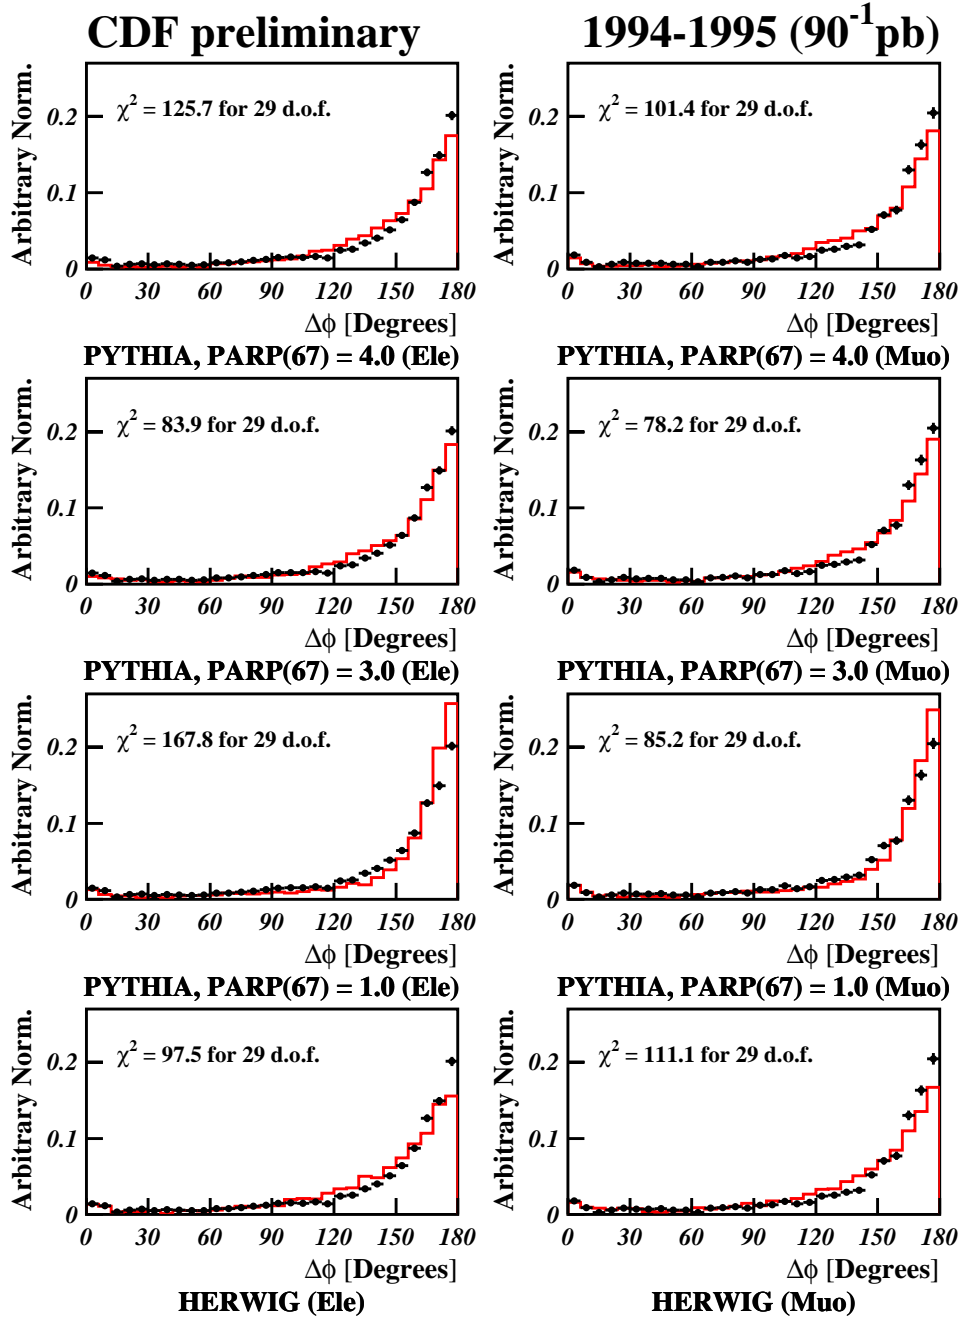 CDF preliminary 1994-1995 (90⁻¹pb)
Arbitrary Norm.
χ² = 125.7 for 29 d.o.f.
0.2
0.1
0
0 30 60 90 120 150 180
Δϕ [Degrees]
PYTHIA, PARP(67) = 4.0 (Ele)
Arbitrary Norm.
χ² = 101.4 for 29 d.o.f.
0.2
0.1
0
0 30 60 90 120 150 180
Δϕ [Degrees]
PYTHIA, PARP(67) = 4.0 (Muo)
Arbitrary Norm.
χ² = 83.9 for 29 d.o.f.
0.2
0.1
0
0 30 60 90 120 150 180
Δϕ [Degrees]
PYTHIA, PARP(67) = 3.0 (Ele)
Arbitrary Norm.
χ² = 78.2 for 29 d.o.f.
0.2
0.1
0
0 30 60 90 120 150 180
Δϕ [Degrees]
PYTHIA, PARP(67) = 3.0 (Muo)
Arbitrary Norm.
χ² = 167.8 for 29 d.o.f.
0.2
0.1
0
0 30 60 90 120 150 180
Δϕ [Degrees]
PYTHIA, PARP(67) = 1.0 (Ele)
Arbitrary Norm.
χ² = 85.2 for 29 d.o.f.
0.2
0.1
0
0 30 60 90 120 150 180
Δϕ [Degrees]
PYTHIA, PARP(67) = 1.0 (Muo)
Arbitrary Norm.
χ² = 97.5 for 29 d.o.f.
0.2
0.1
0
0 30 60 90 120 150 180
Δϕ [Degrees]
HERWIG (Ele)
Arbitrary Norm.
χ² = 111.1 for 29 d.o.f.
0.2
0.1
0
0 30 60 90 120 150 180
Δϕ [Degrees]
HERWIG (Muo)